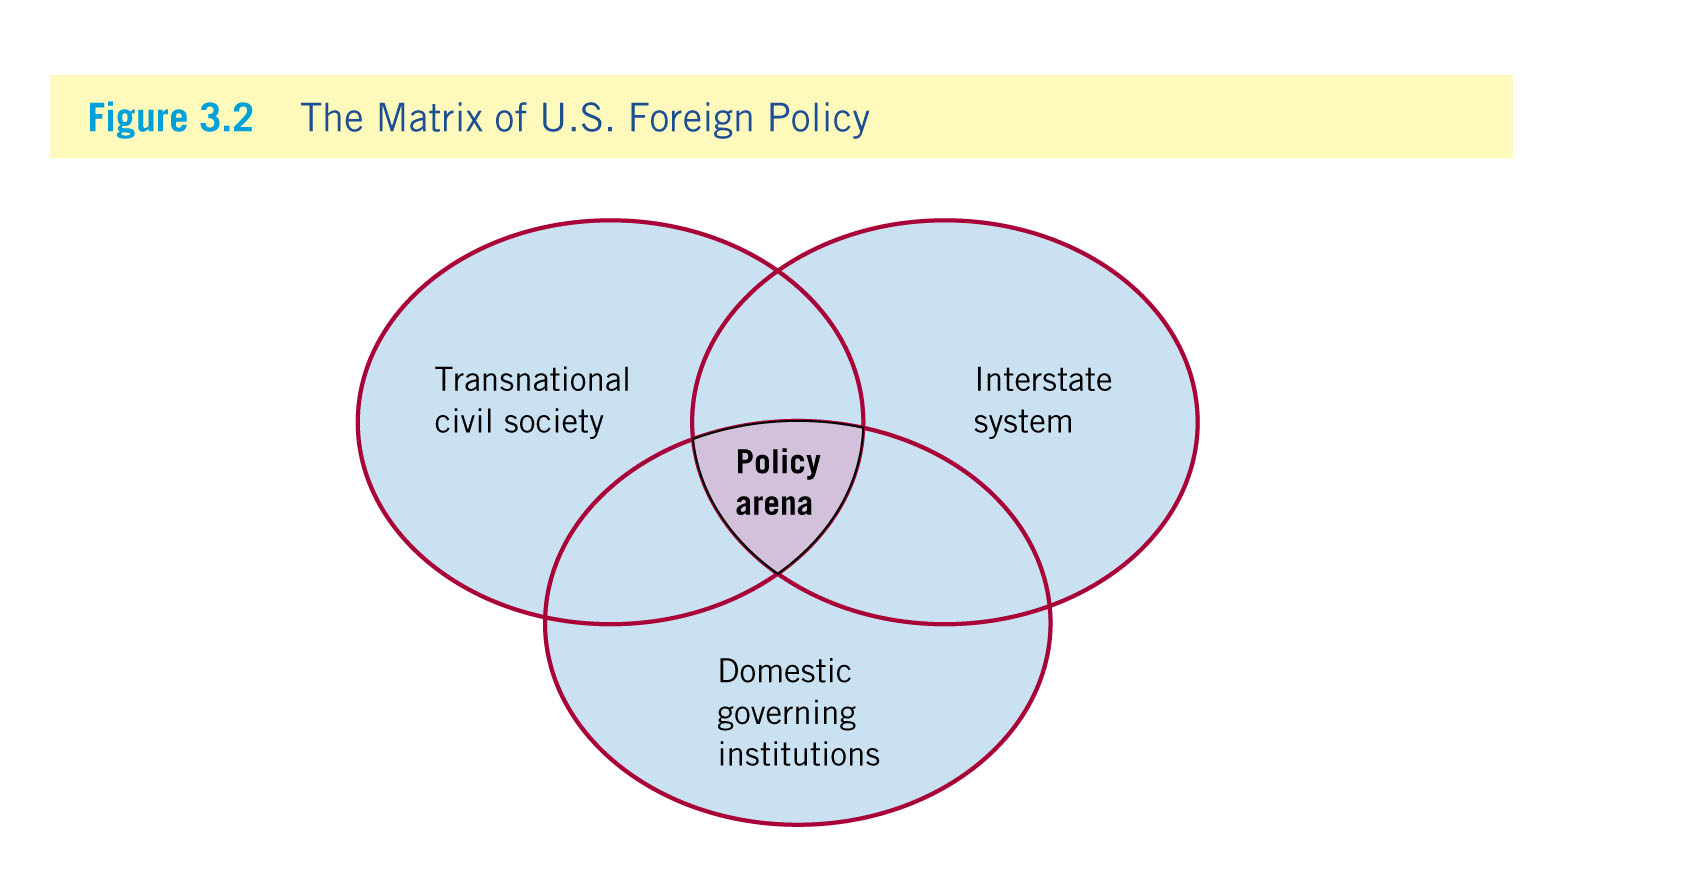 Figure 3.2 The Matrix of U.S. Foreign Policy
Transnational
civil society
Interstate
system
Policy
arena
Domestic
governing
institutions